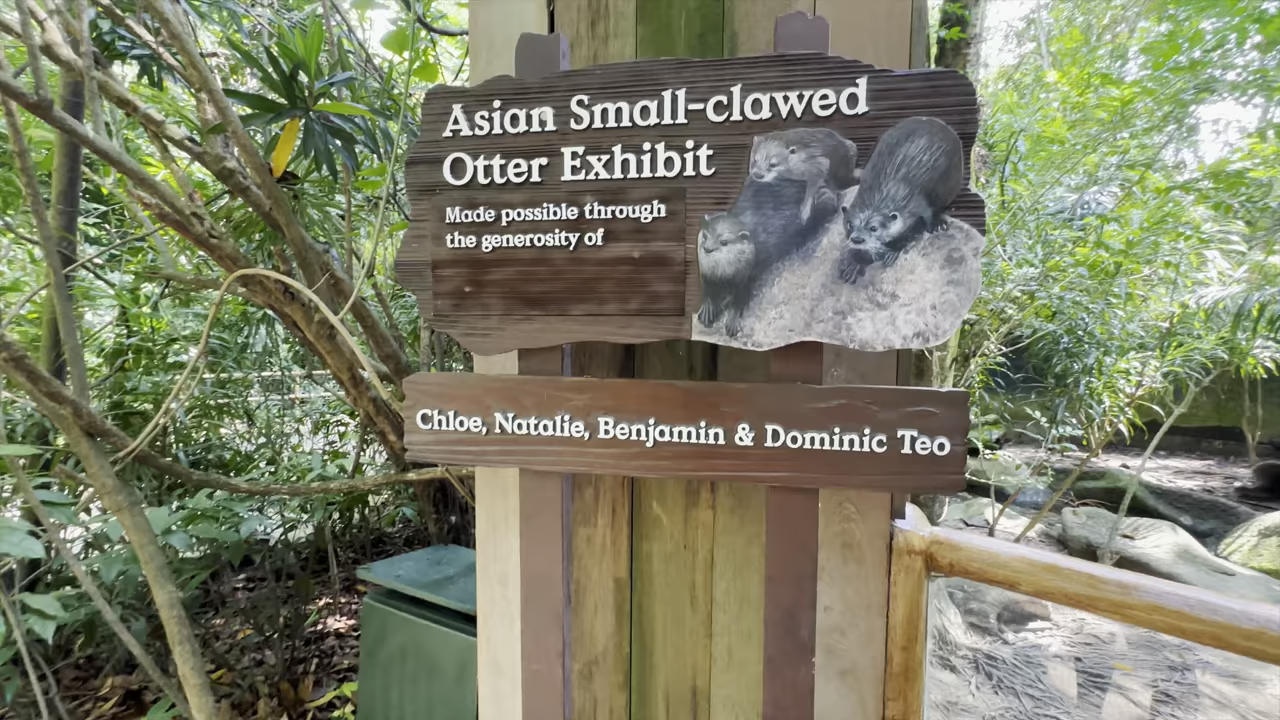 Asian Small-clawed
Otter Exhibit
Made possible through
the generosity of
Chloe, Natalie, Benjamin & Dominic Teo